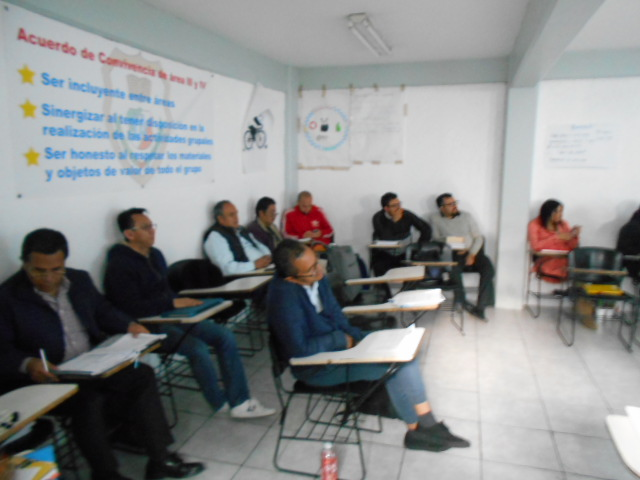 Acuerdo de Convivencia de área III y IV
Ser incluyente entre áreas
Sinergizar al tener disposición en la
realización de las actividades grupales
Ser honesto al respetar los materiales
y objetos de valor de todo el grupo